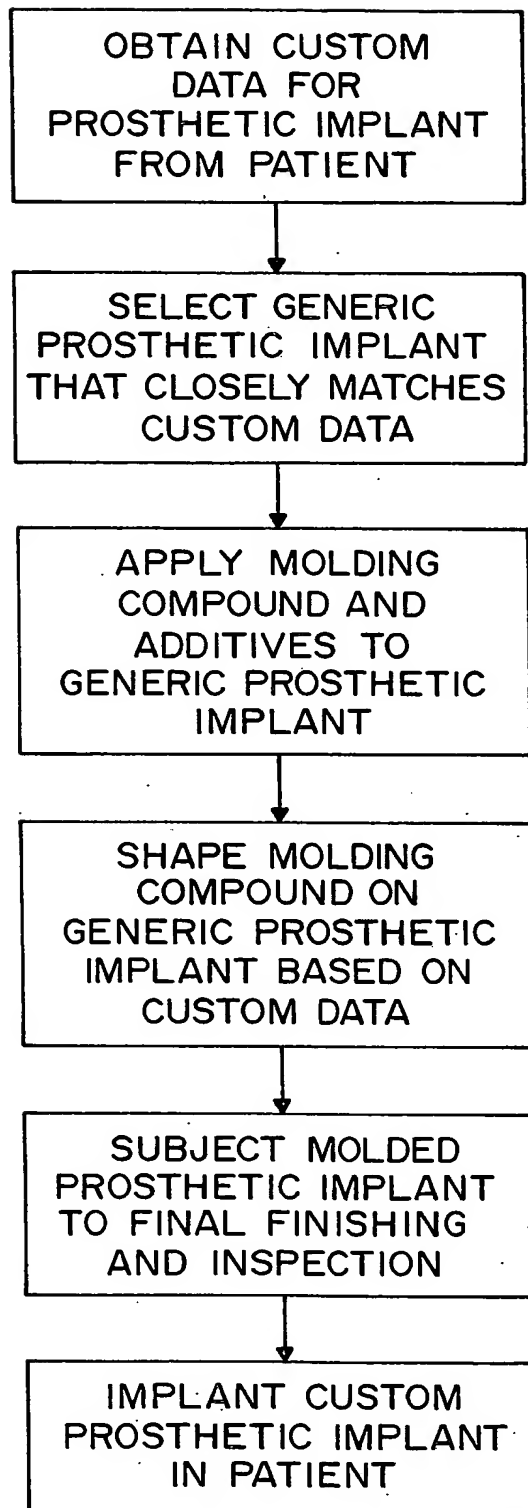 OBTAIN CUSTOM
DATA FOR
PROSTHETIC IMPLANT
FROM PATIENT
SELECT GENERIC
PROSTHETIC IMPLANT
THAT CLOSELY MATCHES
CUSTOM DATA
APPLY MOLDING
COMPOUND AND
ADDITIVES TO
GENERIC PROSTHETIC
IMPLANT
SHAPE MOLDING
COMPOUND ON
GENERIC PROSTHETIC
IMPLANT BASED ON
CUSTOM DATA
SUBJECT MOLDED
PROSTHETIC IMPLANT
TO FINAL FINISHING
AND INSPECTION
IMPLANT CUSTOM
PROSTHETIC IMPLANT
IN PATIENT